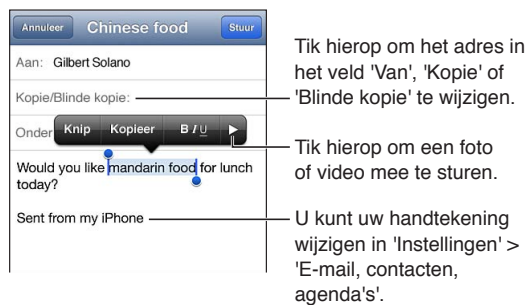 Annuleer Chinese food Stuur
Aan: Gilbert Solano
Kopie/Blinde kopie:
Onder
Knip Kopieer B I U
Would you like mandarin food for lunch
today?
Sent from my iPhone
Tik hierop om het adres in
het veld 'Van', 'Kopie' of
'Blinde kopie' te wijzigen.
Tik hierop om een foto
of video mee te sturen.
U kunt uw handtekening
wijzigen in 'Instellingen' >
'E-mail, contacten,
agenda's'.